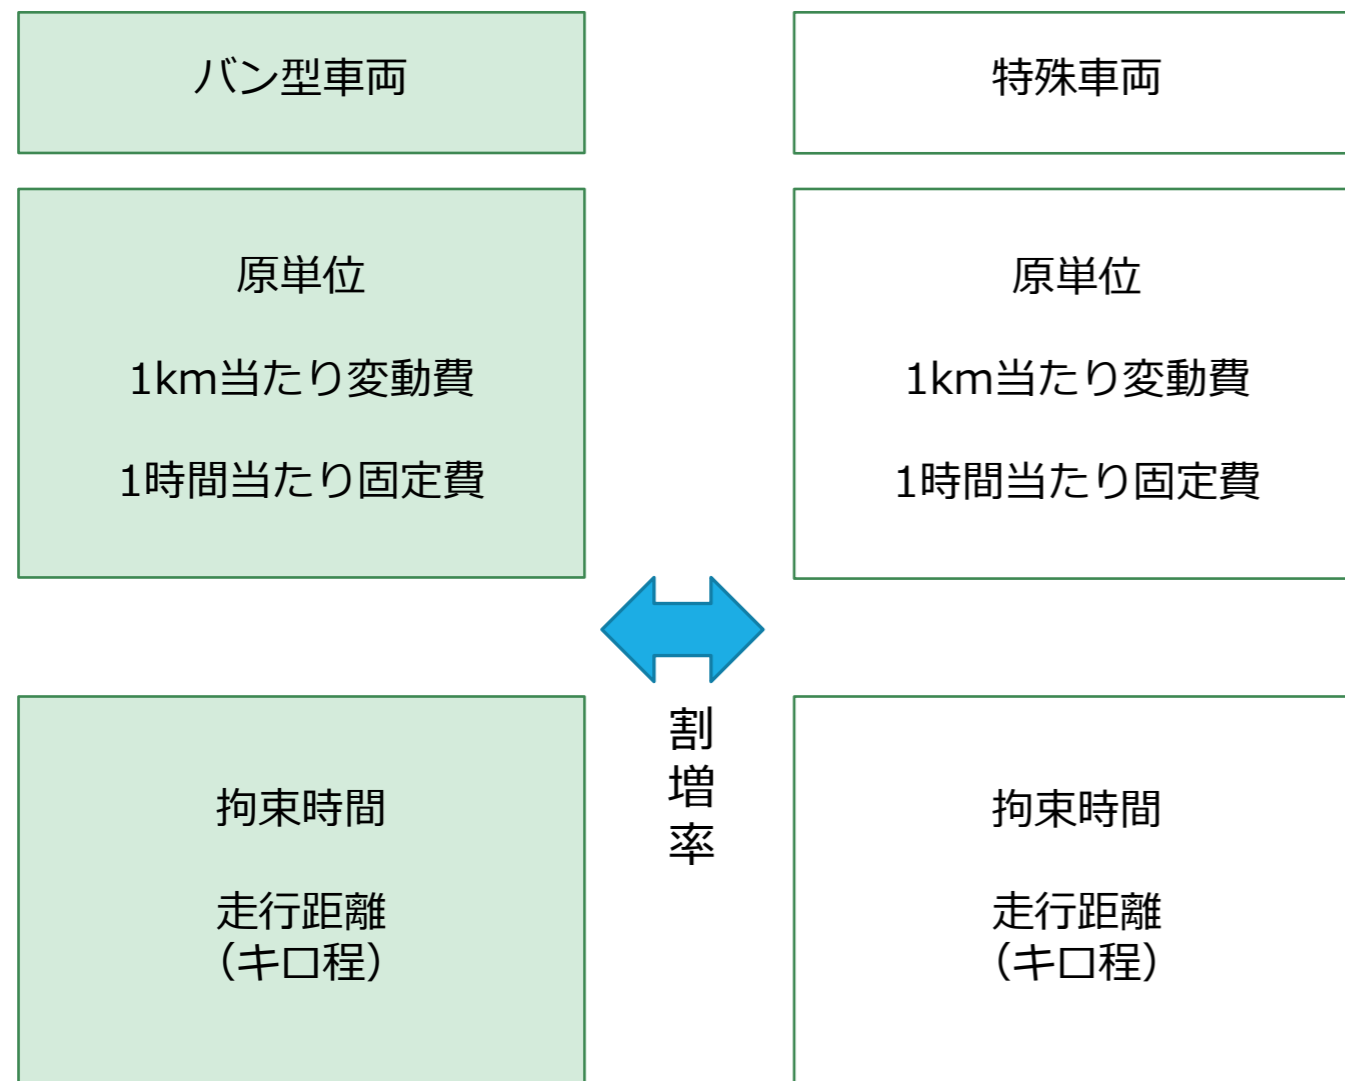 バン型車両
特殊車両
原単位
1km当たり変動費
1時間当たり固定費
原単位
1km当たり変動費
1時間当たり固定費
割増率
拘束時間
走行距離
（キロ程）
拘束時間
走行距離
（キロ程）